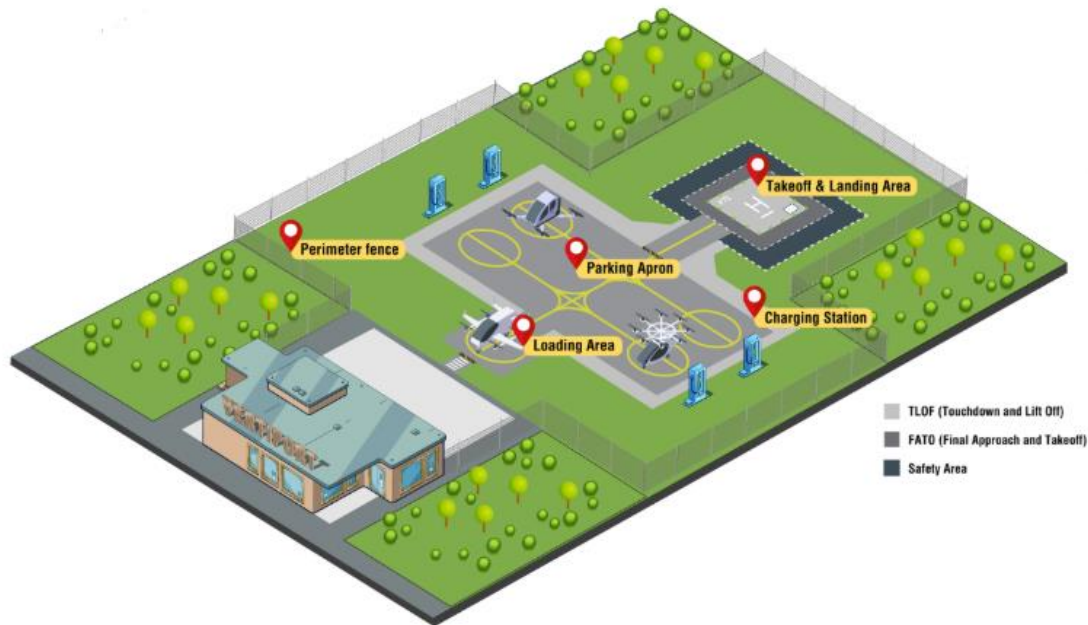 Takeoff & Landing Area
Perimeter fence
Parking Apron
Charging Station
Loading Area
VERTIPORT
TLOF (Touchdown and Lift Off)
FATO (Final Approach and Takeoff)
Safety Area